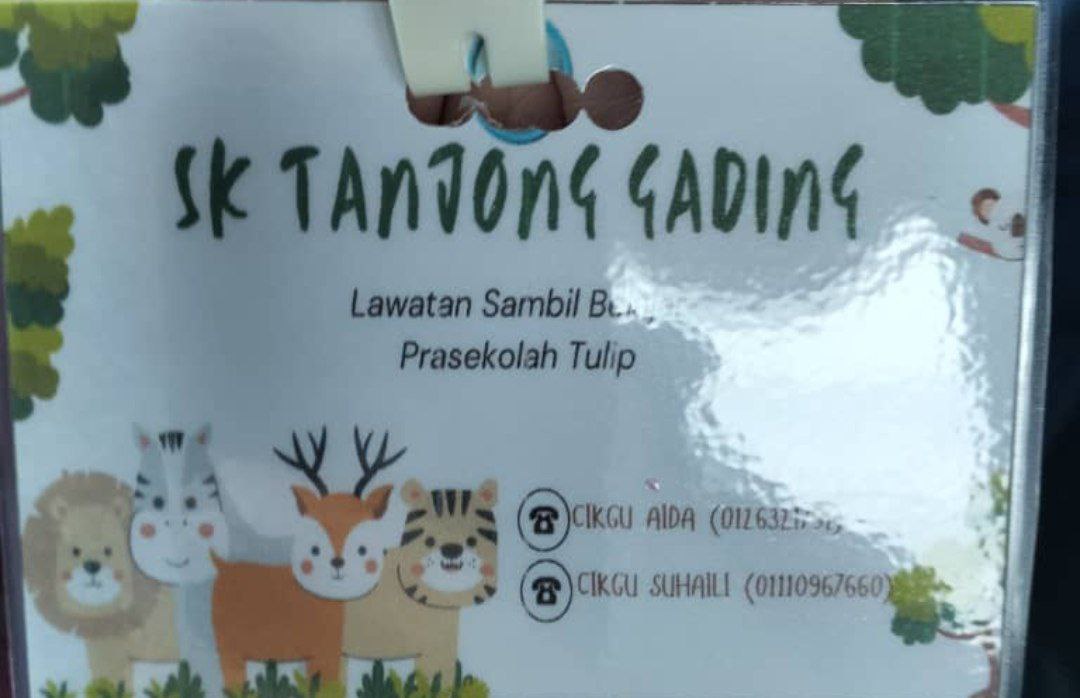 SK TANJONG GADING
Lawatan Sambil
Prasekolah Tulip
CIKGU AIDA
CIKGU SUHAILI (01110967660)